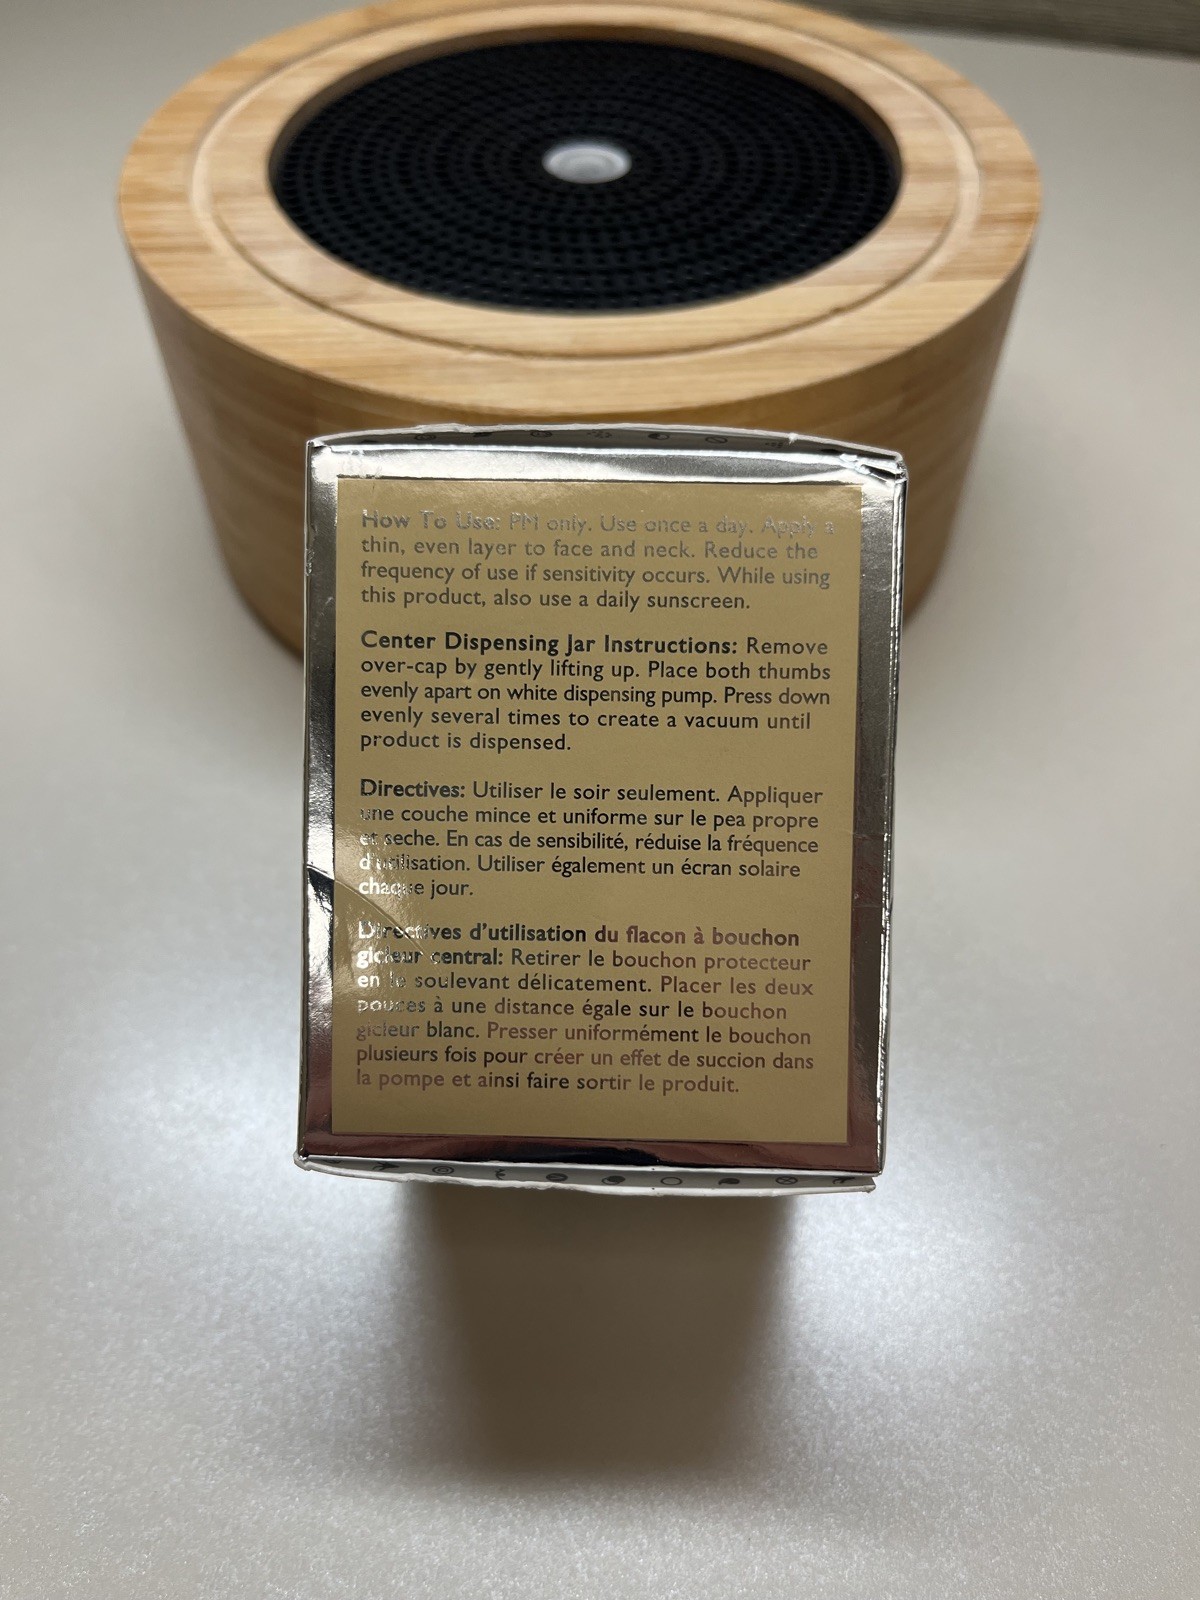 How To Use: PM only. Use once a day. Apply a
thin, even layer to face and neck. Reduce the
frequency of use if sensitivity occurs. While using
this product, also use a daily sunscreen.
Center Dispensing Jar Instructions: Remove
over-cap by gently lifting up. Place both thumbs
evenly apart on white dispensing pump. Press down
evenly several times to create a vacuum until
product is dispensed.
Directives: Utiliser le soir seulement. Appliquer
une couche mince et uniforme sur le pea propre
et seche. En cas de sensibilité, réduise la fréquence
d'utilisation. Utiliser également un écran solaire
chaque jour.
Directives d'utilisation du flacon à bouchon
gicleur central: Retirer le bouchon protecteur
en le soulevant délicatement. Placer les deux
pouces à une distance égale sur le bouchon
gicleur blanc. Presser uniformément le bouchon
plusieurs fois pour créer un effet de succion dans
la pompe et ainsi faire sortir le produit.